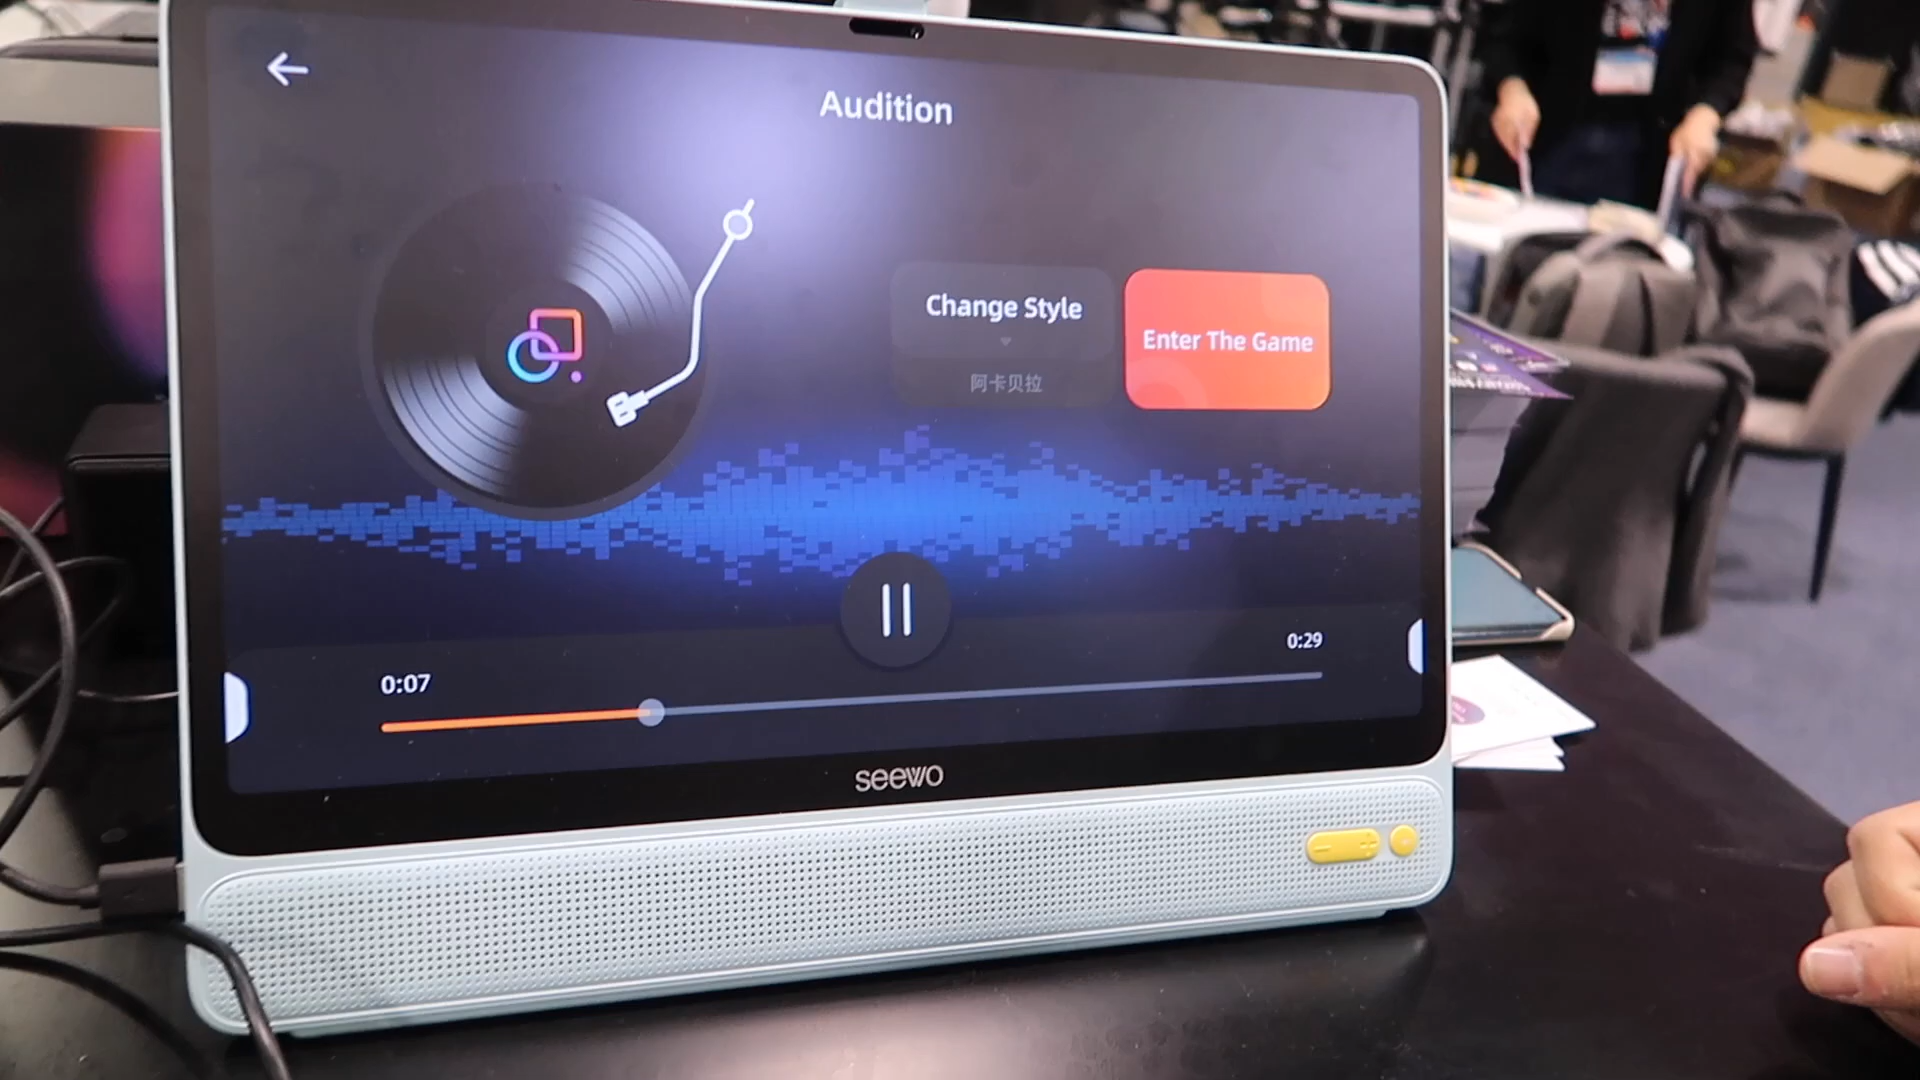 Audition
Change Style
阿卡贝拉
Enter The Game
0:29
0:07
seewo